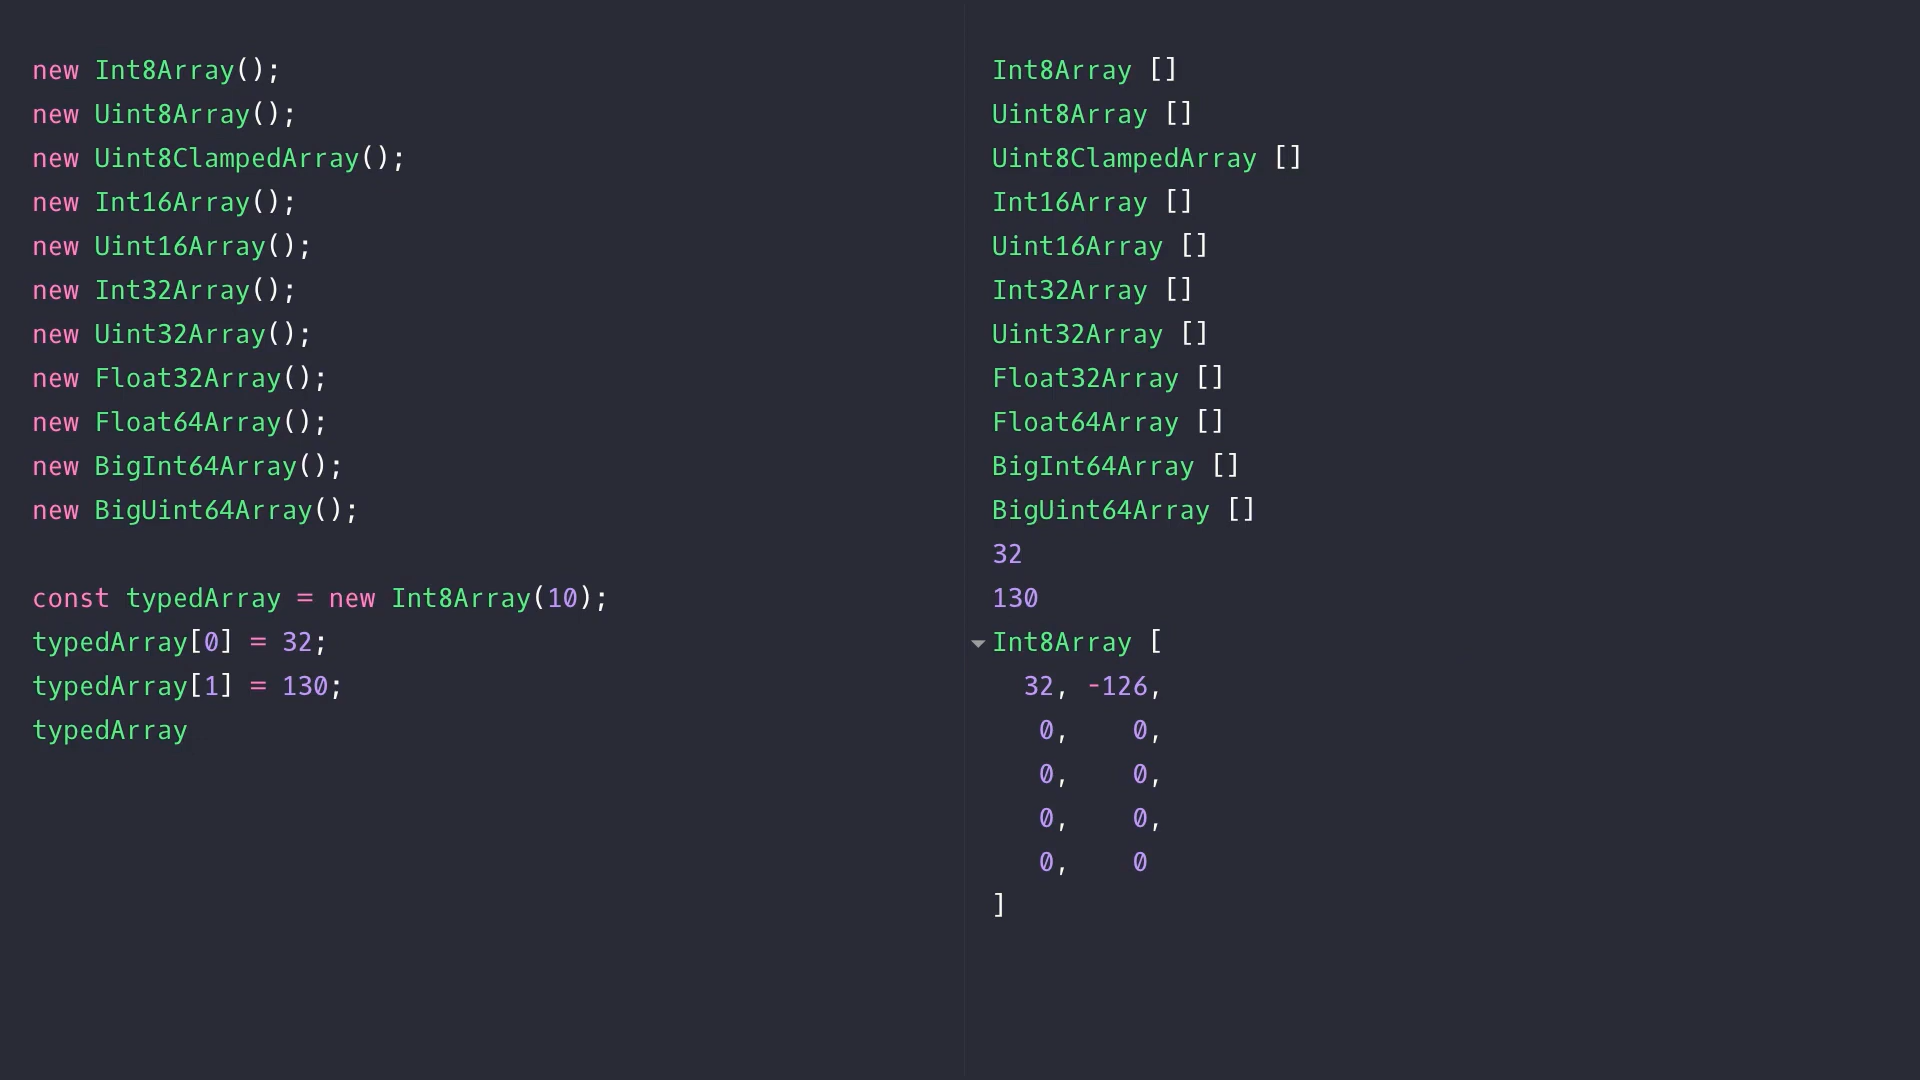 new Int8Array();
new Uint8Array();
new Uint8ClampedArray();
new Int16Array();
new Uint16Array();
new Int32Array();
new Uint32Array();
new Float32Array();
new Float64Array();
new BigInt64Array();
new BigUint64Array();
const typedArray = new Int8Array(10);
typedArray[0] = 32;
typedArray[1] = 130;
typedArray
Int8Array []
Uint8Array []
Uint8ClampedArray []
Int16Array []
Uint16Array []
Int32Array []
Uint32Array []
Float32Array []
Float64Array []
BigInt64Array []
BigUint64Array []
32
130
Int8Array [
32, -126,
0, 0,
0, 0,
0, 0,
0, 0
]